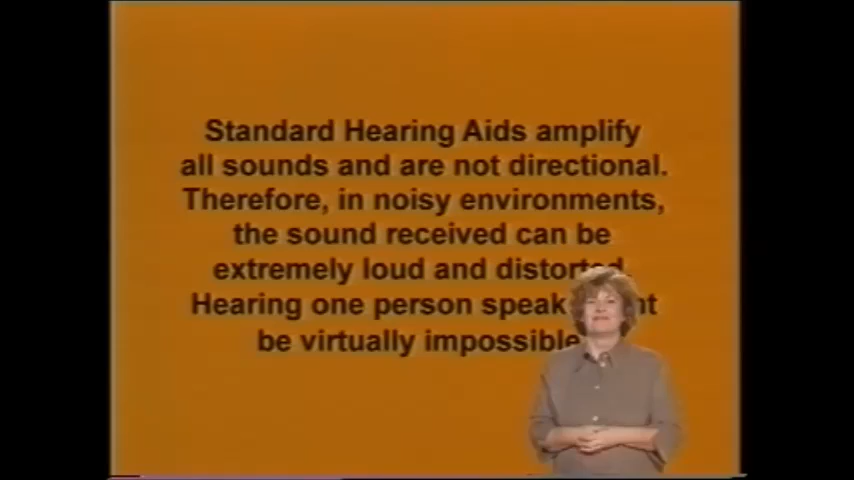 Standard Hearing Aids amplify
all sounds and are not directional.
Therefore, in noisy environments,
the sound received can be
extremely loud and distorted.
Hearing one person speak
be virtually impossible